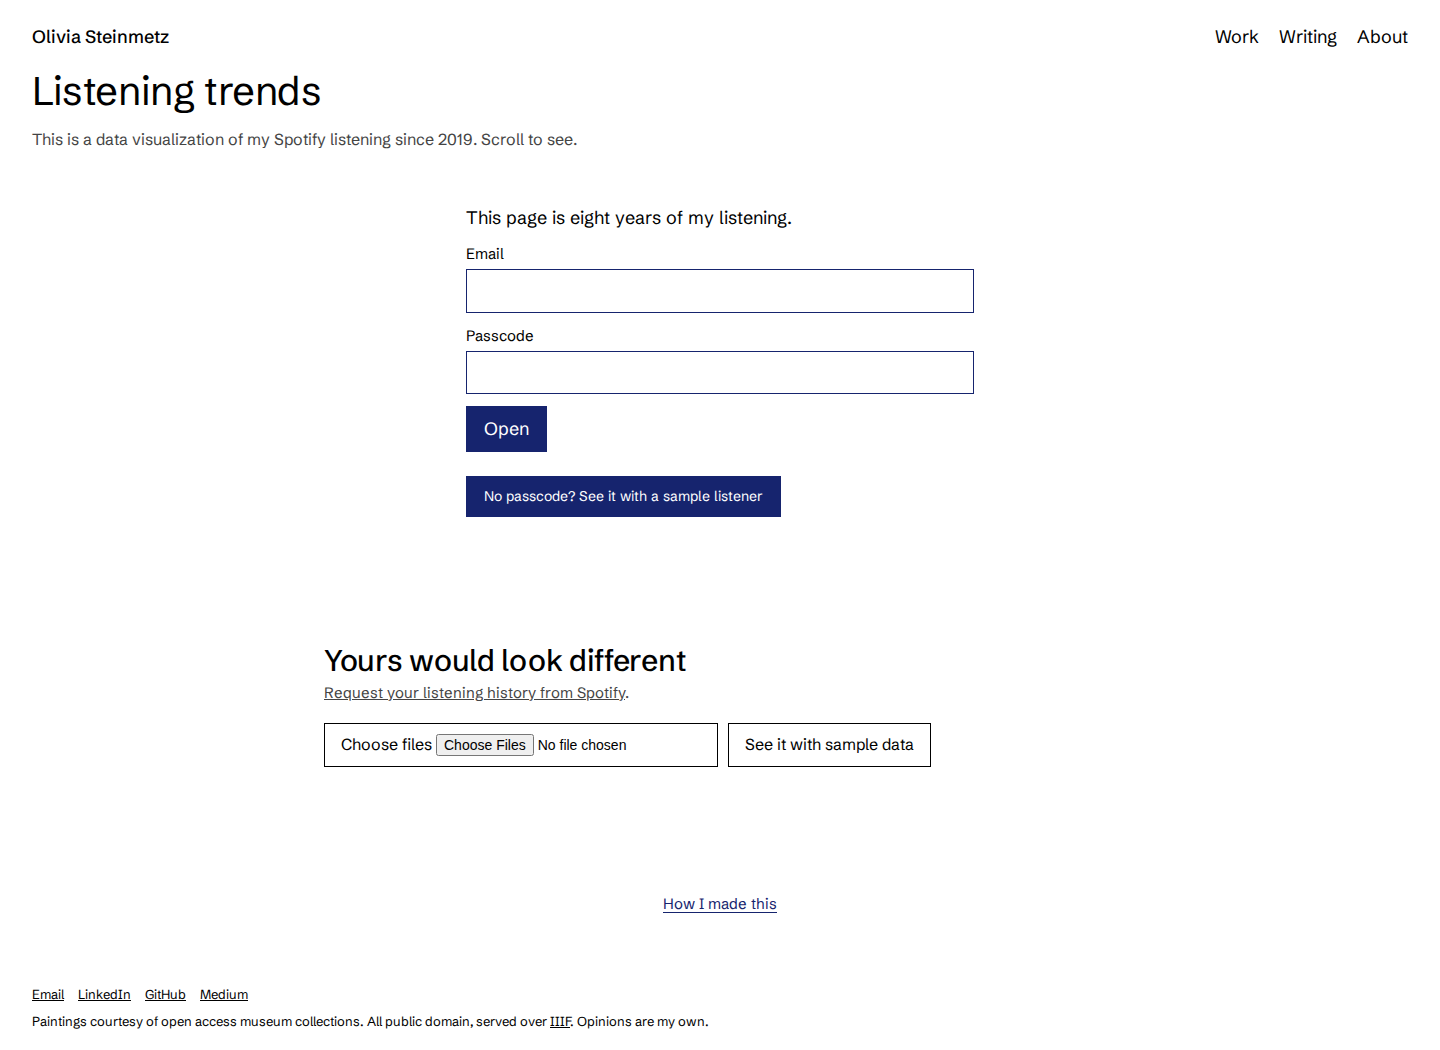 Olivia Steinmetz
Work Writing About
Listening trends
This is a data visualization of my Spotify listening since 2019. Scroll to see.
This page is eight years of my listening.
Email
Passcode
Open
No passcode? See it with a sample listener
Yours would look different
Request your listening history from Spotify.
Choose files Choose Files No file chosen
See it with sample data
How I made this
Email LinkedIn GitHub Medium
Paintings courtesy of open access museum collections. All public domain, served over IIIF. Opinions are my own.